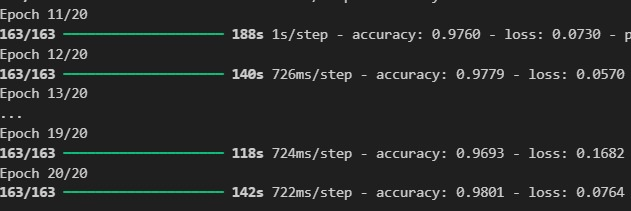 Epoch 11/20
163/163 ━━━━━━━━━━━━━━━━━━━━ 188s 1s/step - accuracy: 0.9760 - loss: 0.0730 - p
Epoch 12/20
163/163 ━━━━━━━━━━━━━━━━━━━━ 140s 726ms/step - accuracy: 0.9779 - loss: 0.0570
Epoch 13/20
...
Epoch 19/20
163/163 ━━━━━━━━━━━━━━━━━━━━ 118s 724ms/step - accuracy: 0.9693 - loss: 0.1682
Epoch 20/20
163/163 ━━━━━━━━━━━━━━━━━━━━ 142s 722ms/step - accuracy: 0.9801 - loss: 0.0764